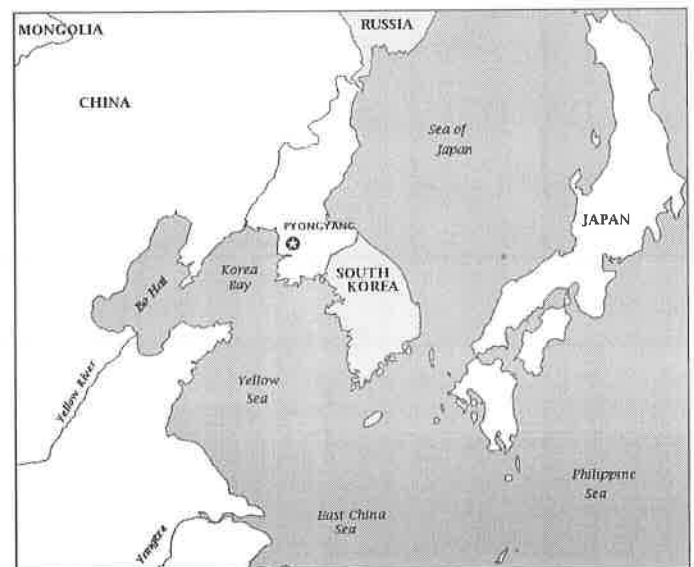 MONGOLIA
RUSSIA
CHINA
Sea of
Japan
JAPAN
PYONGYANG
Korea
Bay
Bo Hai
SOUTH
KOREA
Yellow River
Yellow
Sea
Philippine
Sea
East China
Sea
Yangtze